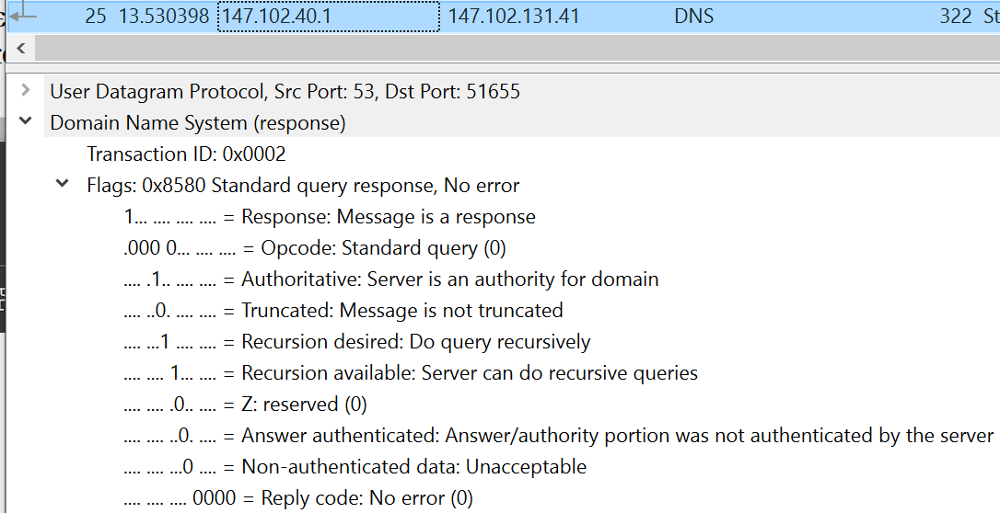 25 13.530398 147.102.40.1 147.102.131.41 DNS 322 St
User Datagram Protocol, Src Port: 53, Dst Port: 51655
Domain Name System (response)
Transaction ID: 0x0002
Flags: 0x8580 Standard query response, No error
1... .... .... .... = Response: Message is a response
.000 0... .... .... = Opcode: Standard query (0)
.... .1.. .... .... = Authoritative: Server is an authority for domain
.... ..0. .... .... = Truncated: Message is not truncated
.... ...1 .... .... = Recursion desired: Do query recursively
.... .... 1... .... = Recursion available: Server can do recursive queries
.... .... .0.. .... = Z: reserved (0)
.... .... ..0. .... = Answer authenticated: Answer/authority portion was not authenticated by the server
.... .... ...0 .... = Non-authenticated data: Unacceptable
.... .... .... 0000 = Reply code: No error (0)